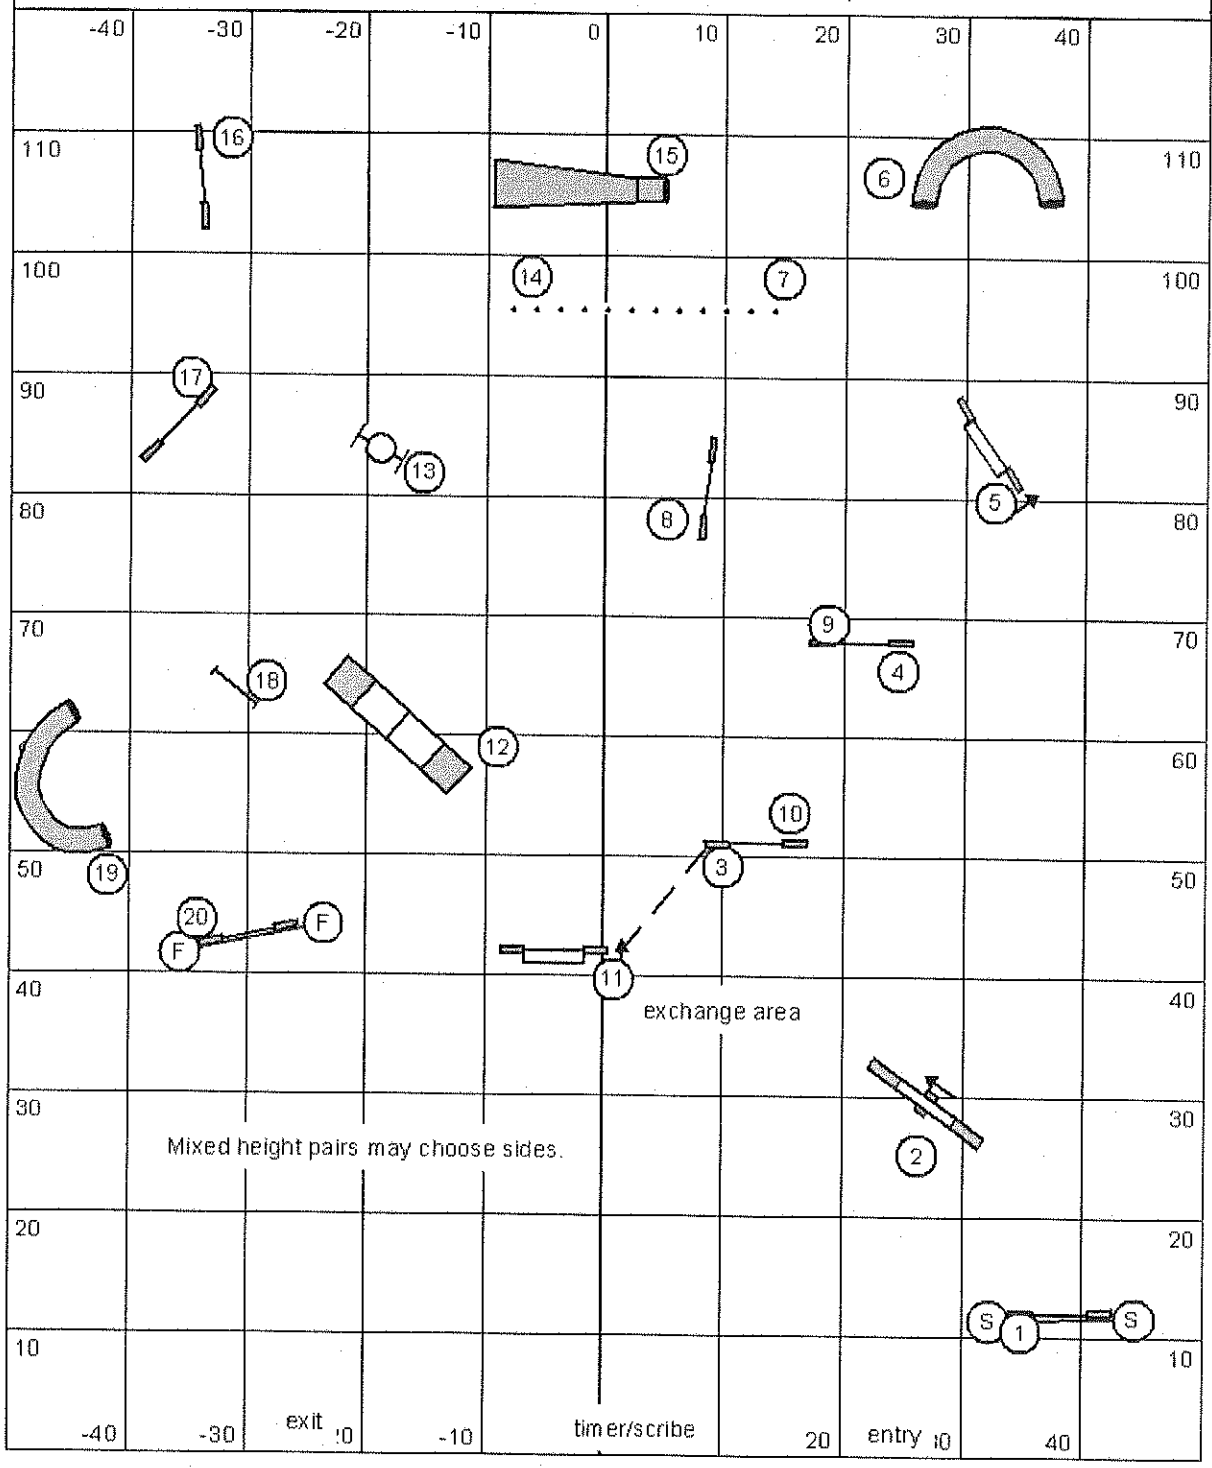 -40 -30 -20 -10 0 10 20 30 40
16
110 15 6 110
100 14 7 100
17
90 90
13
80 8 5 80
70 9 70
18 4
12 60
10
50 19 3 50
20 F
F
40 11 40
exchange area
30 30
Mixed height pairs may choose sides.
2
20 20
S 1 S
10 10
-40 -30 exit -10 timer/scribe 20 entry 40